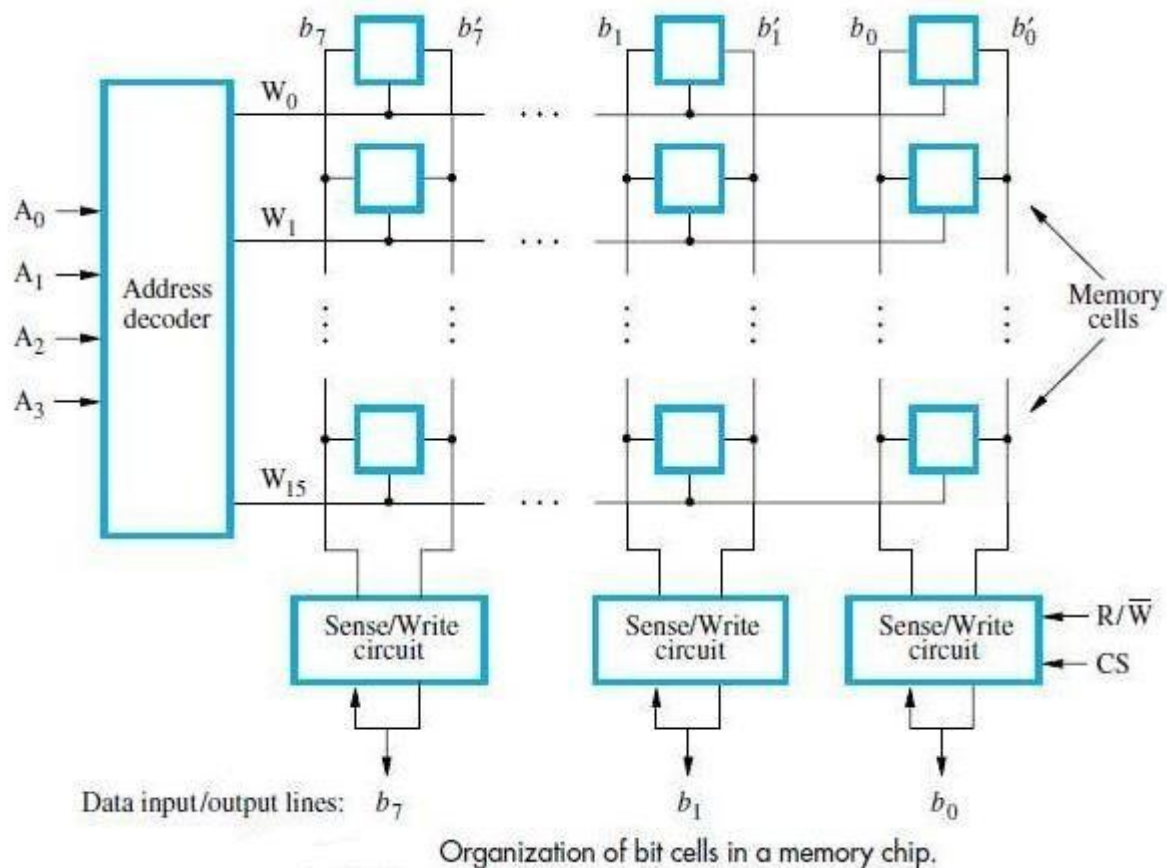 b₇ b′₇ b₁ b′₁ b₀ b′₀
W₀
A₀
W₁
A₁
Address
decoder
Memory
cells
A₂
A₃
W₁₅
Sense/Write
circuit
Sense/Write
circuit
Sense/Write
circuit
R/W̅
CS
Data input/output lines: b₇ b₁ b₀
Organization of bit cells in a memory chip.